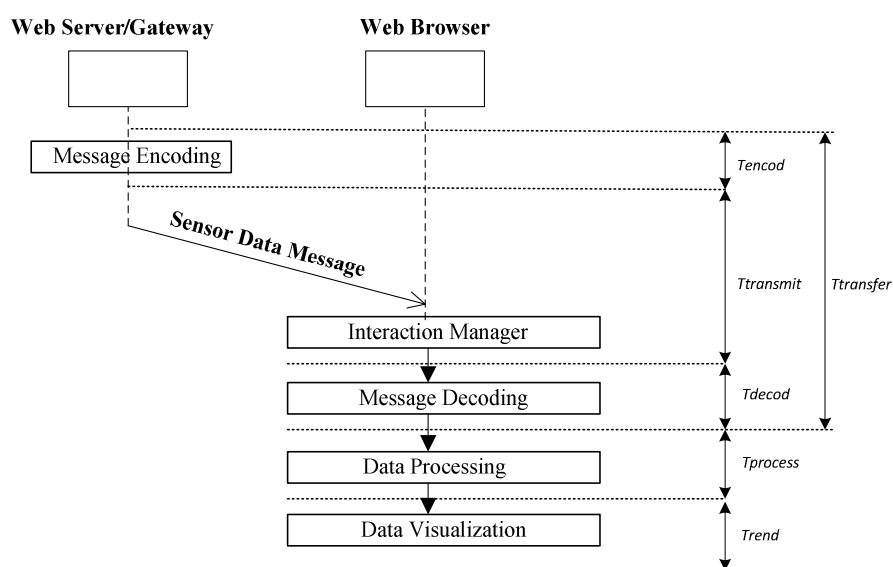 Web Server/Gateway
Web Browser
Message Encoding
Tencod
Sensor Data Message
Ttransmit
Ttransfer
Interaction Manager
Message Decoding
Tdecod
Data Processing
Tprocess
Data Visualization
Trend